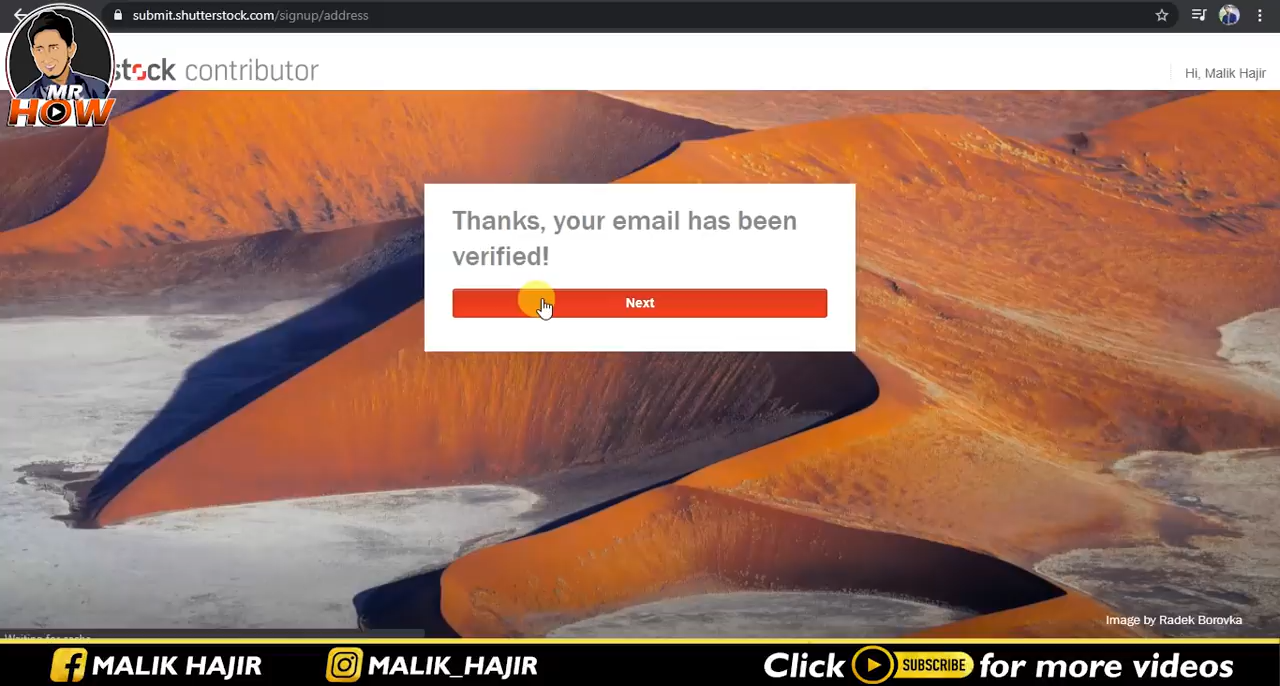 submit.shutterstock.com/signup/address
MR
HOW
stock contributor
Hi, Malik Hajir
Thanks, your email has been
verified!
Next
Image by Radek Borovka
MALIK HAJIR
MALIK_HAJIR
Click SUBSCRIBE for more videos